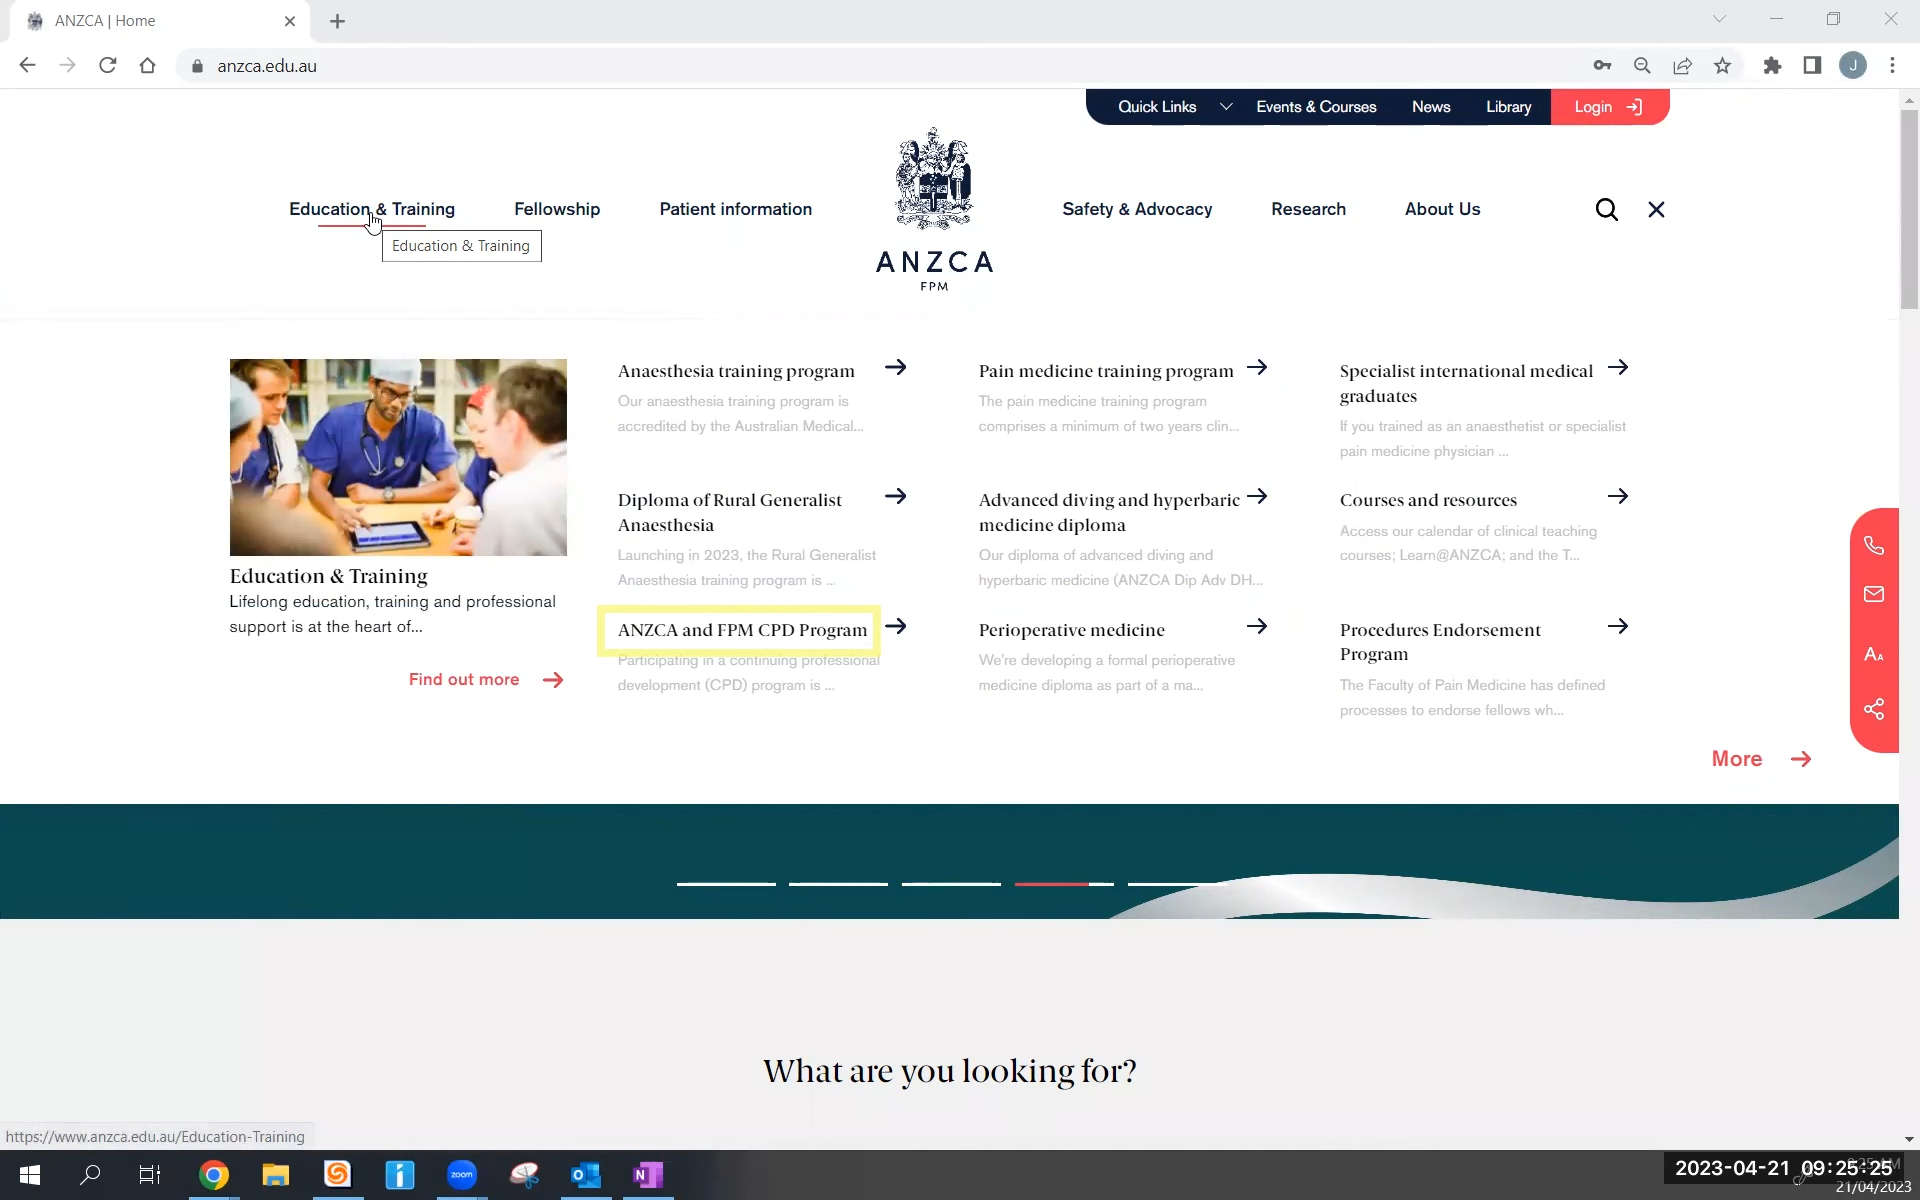 ANZCA | Home
anzca.edu.au
J
Quick Links
Events & Courses
News
Library
Login
Education & Training
Fellowship
Patient information
ANZCA
FPM
Safety & Advocacy
Research
About Us
Education & Training
Education & Training
Lifelong education, training and professional
support is at the heart of...
Find out more
Anaesthesia training program
Our anaesthesia training program is
accredited by the Australian Medical...
Pain medicine training program
The pain medicine training program
comprises a minimum of two years clin...
Specialist international medical
graduates
If you trained as an anaesthetist or specialist
pain medicine physician ...
Diploma of Rural Generalist
Anaesthesia
Launching in 2023, the Rural Generalist
Anaesthesia training program is ...
Advanced diving and hyperbaric
medicine diploma
Our diploma of advanced diving and
hyperbaric medicine (ANZCA Dip Adv DH...
Courses and resources
Access our calendar of clinical teaching
courses; Learn@ANZCA; and the T...
ANZCA and FPM CPD Program
Participating in a continuing professional
development (CPD) program is ...
Perioperative medicine
We're developing a formal perioperative
medicine diploma as part of a ma...
Procedures Endorsement
Program
The Faculty of Pain Medicine has defined
processes to endorse fellows wh...
AA
More
What are you looking for?
https://www.anzca.edu.au/Education-Training
zoom
2023-04-21 09:25:25
21/04/2023